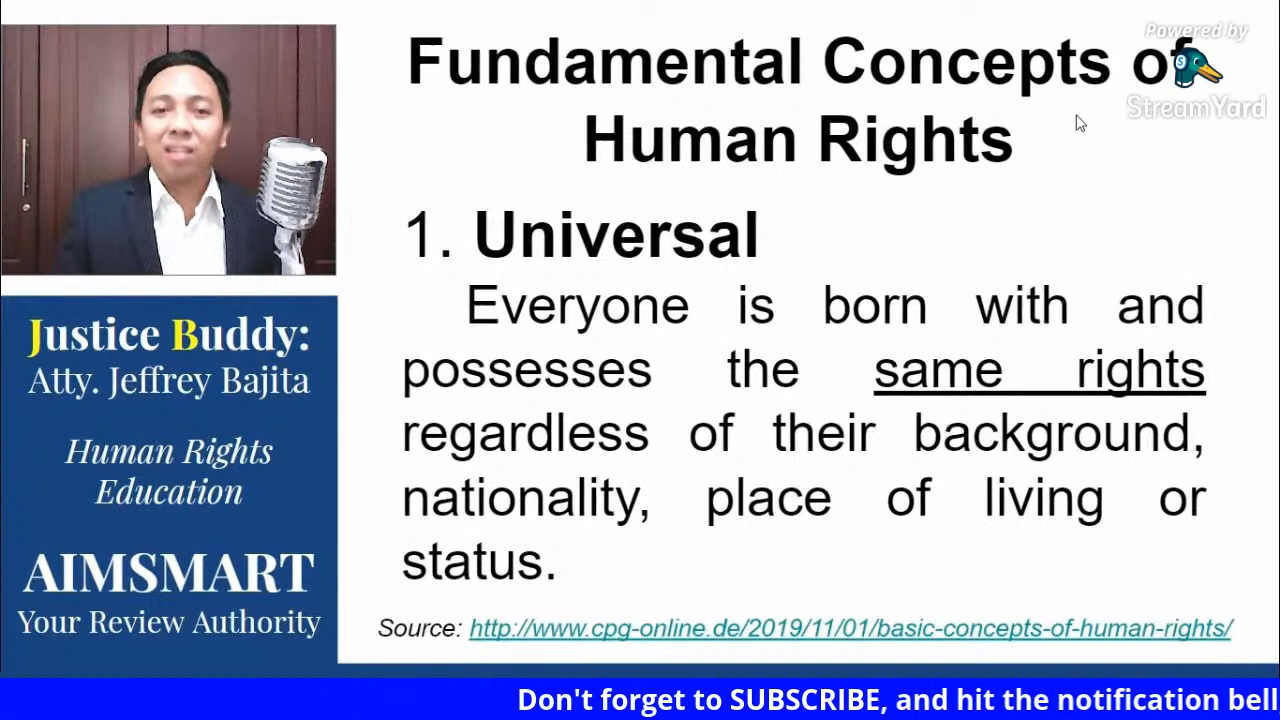 Powered by
StreamYard
Fundamental Concepts of
Human Rights
1. Universal
Everyone is born with and
possesses the same rights
regardless of their background,
nationality, place of living or
status.
Source: http://www.cpg-online.de/2019/11/01/basic-concepts-of-human-rights/
Justice Buddy:
Atty. Jeffrey Bajita
Human Rights
Education
AIMSMART
Your Review Authority
Don't forget to SUBSCRIBE, and hit the notification bell